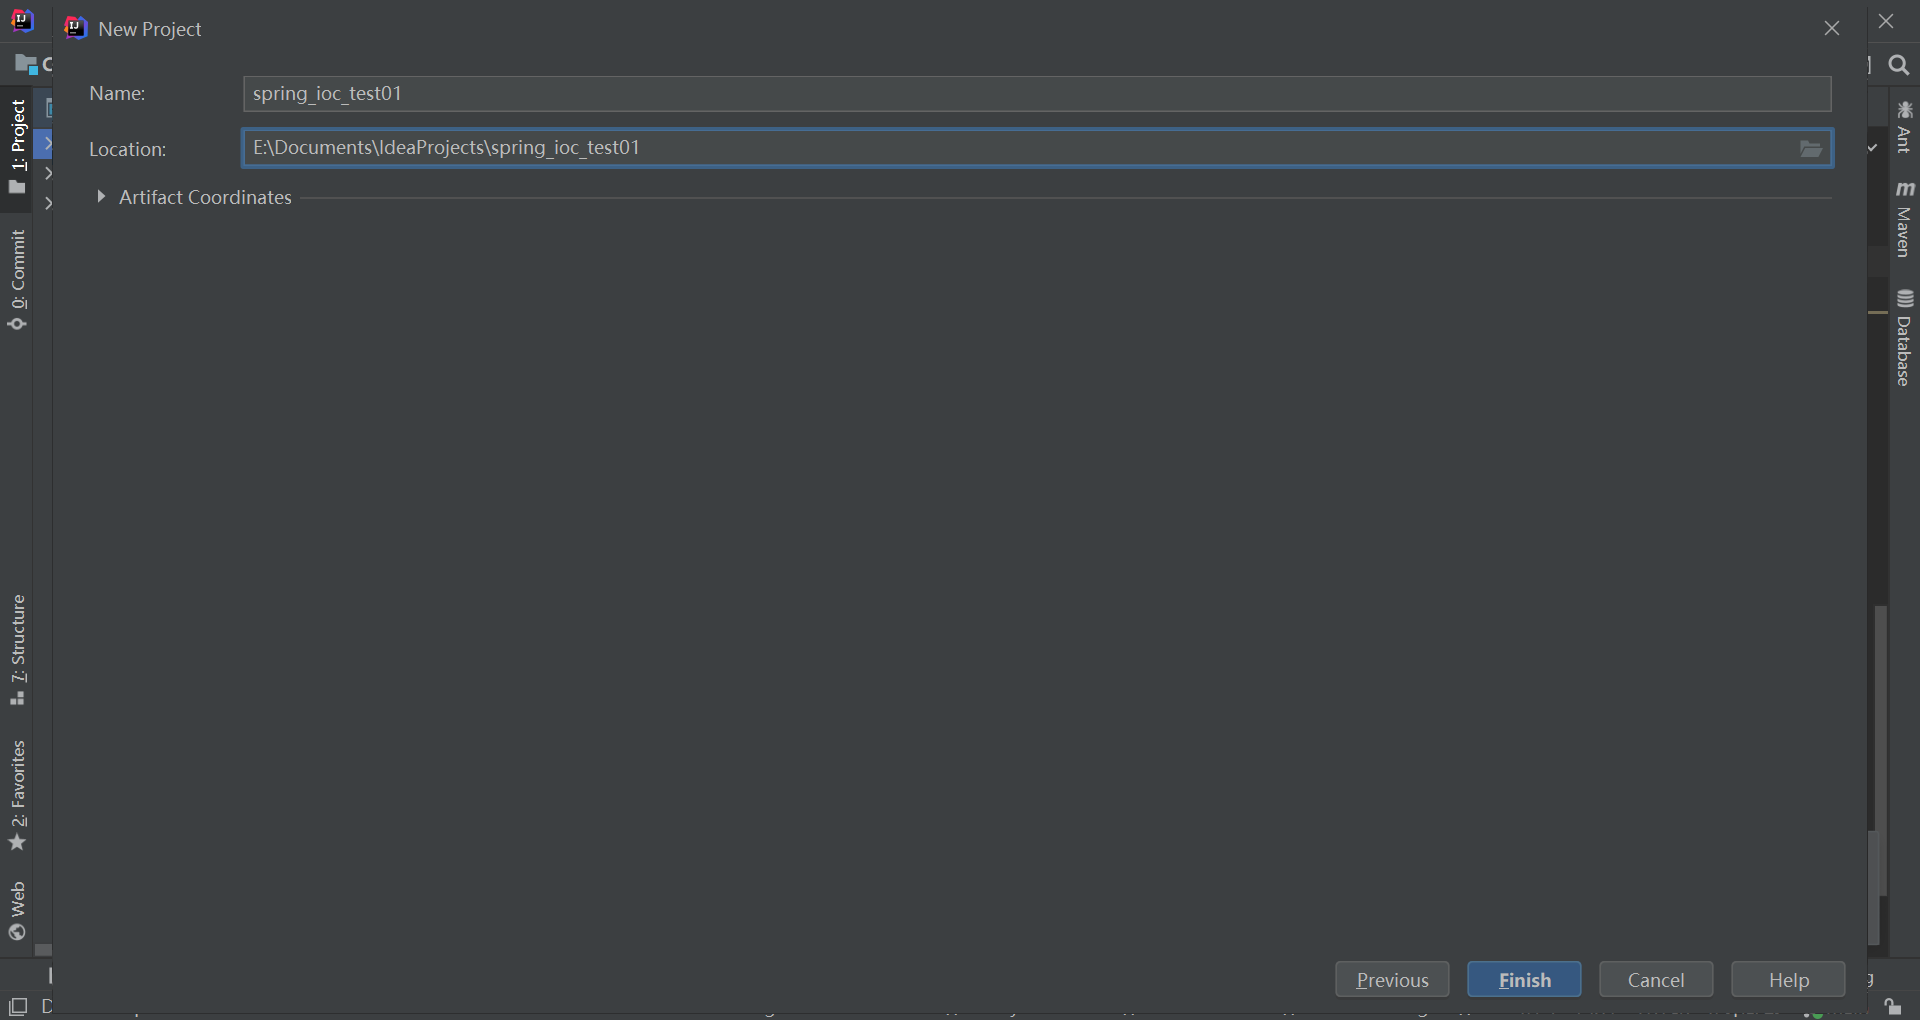 New Project
Name:
spring_ioc_test01
Location:
E:\Documents\IdeaProjects\spring_ioc_test01
Artifact Coordinates
1: Project
0: Commit
7: Structure
2: Favorites
Web
Ant
m
Maven
Database
Previous
Finish
Cancel
Help